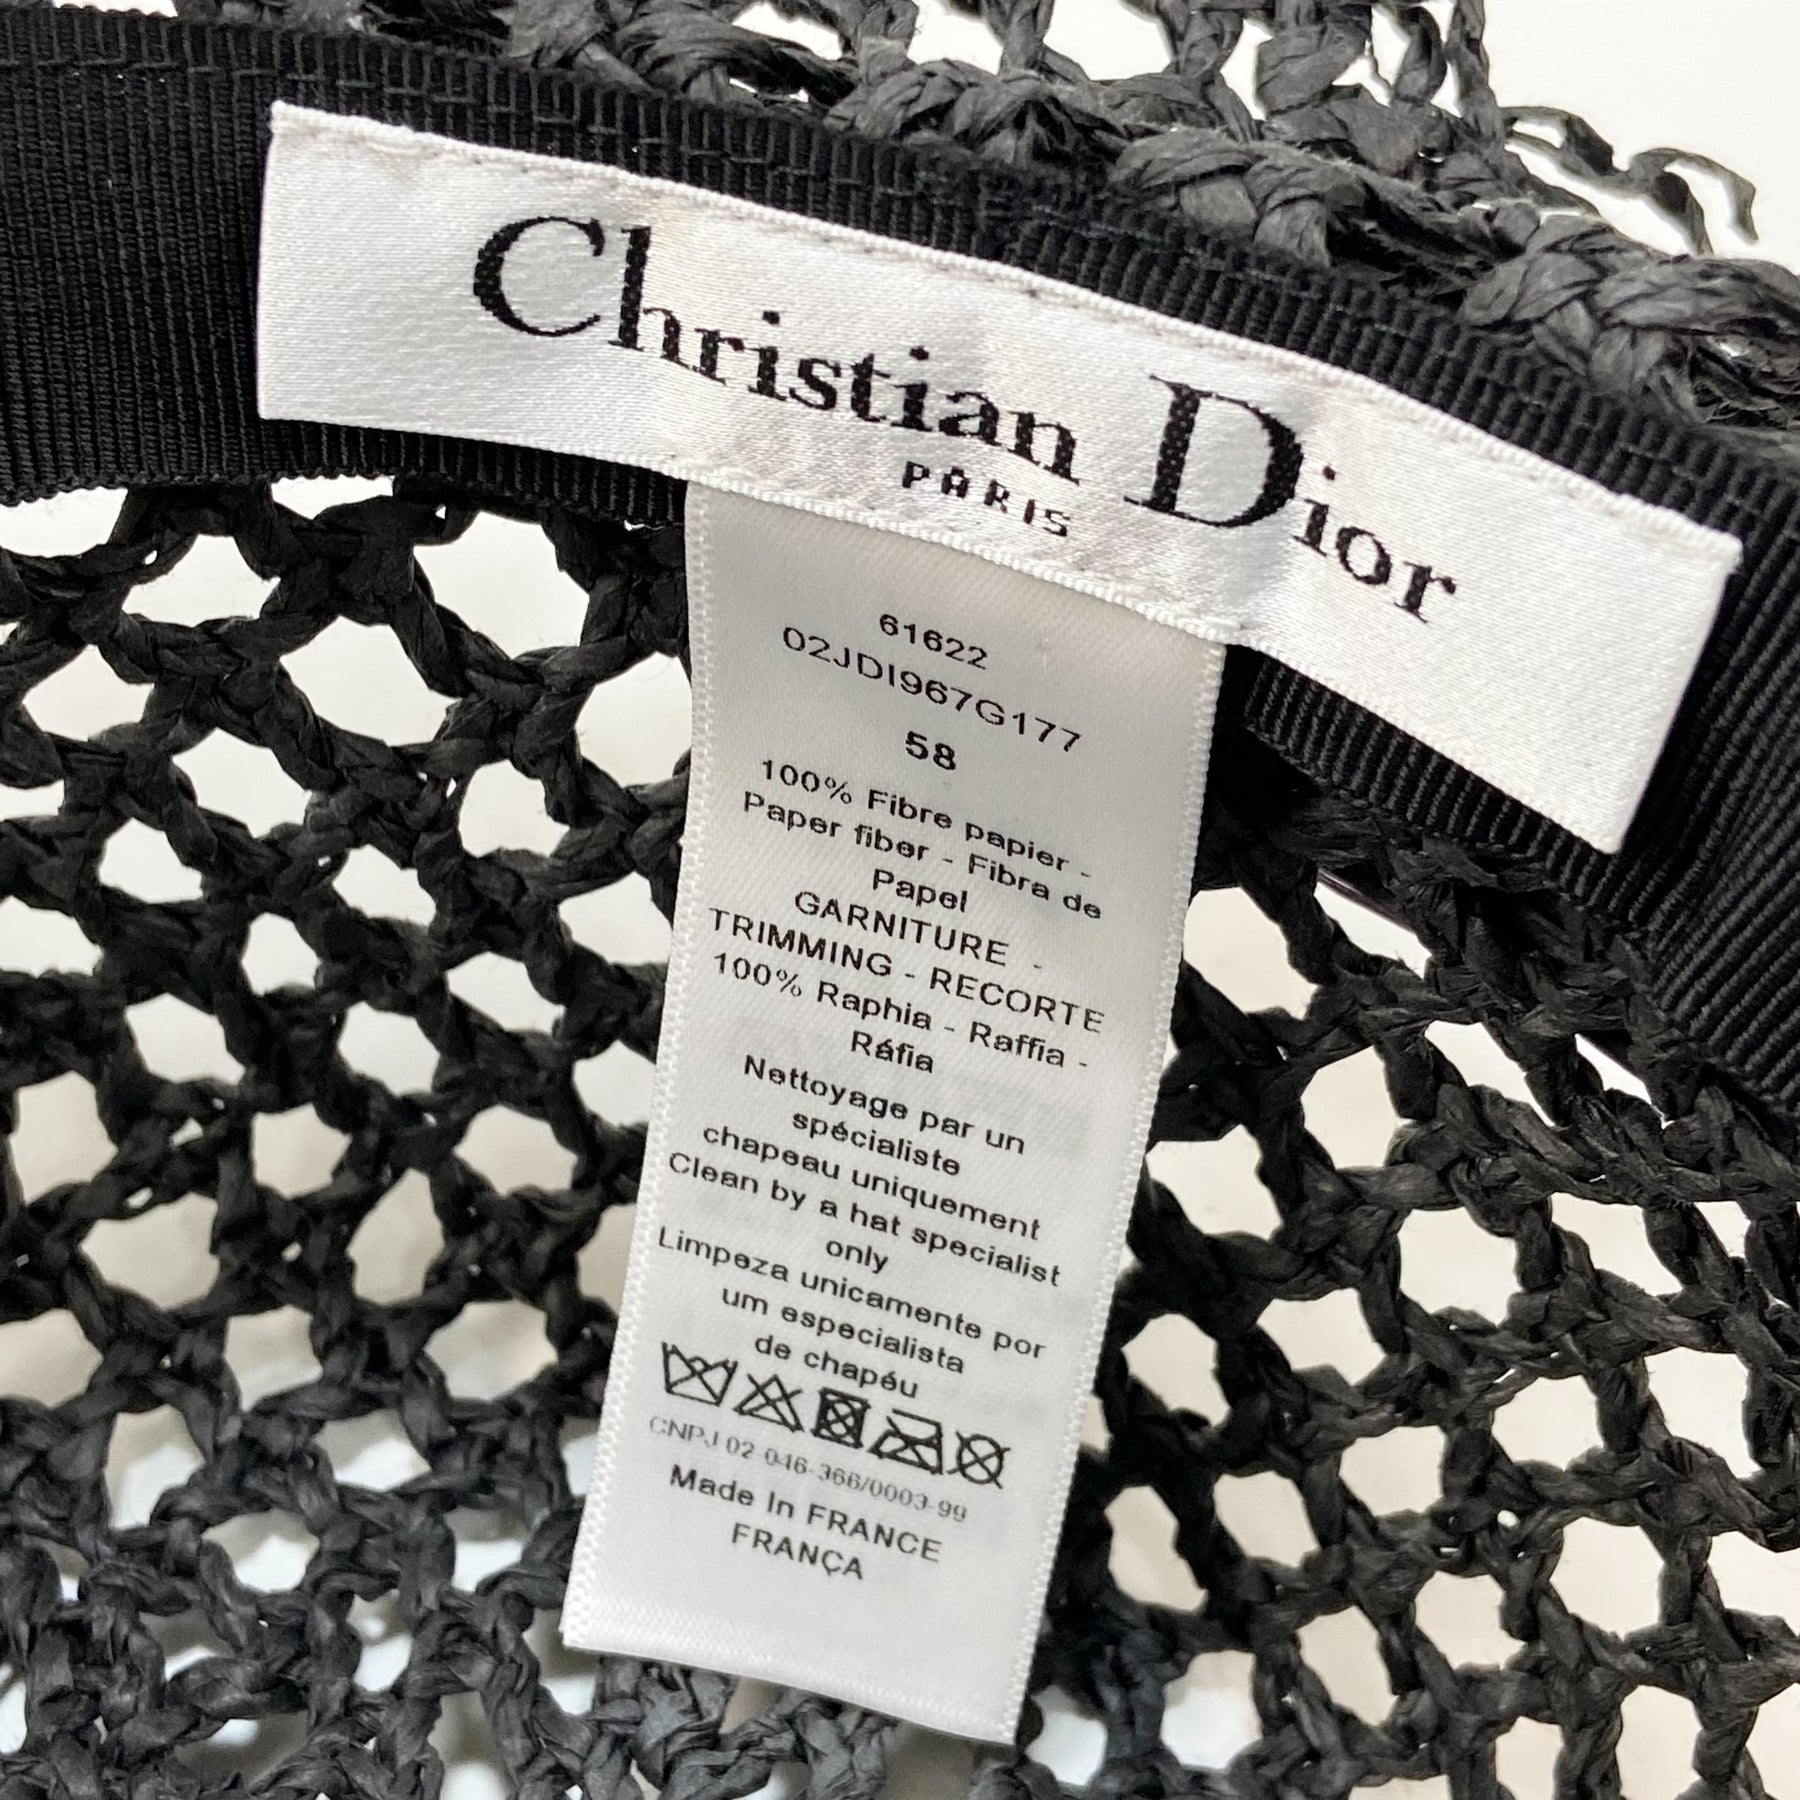 Christian Dior
PARIS
61622
02JDI967G177
58
100% Fibre papier -
Paper fiber - Fibra de
Papel
GARNITURE -
TRIMMING - RECORTE
100% Raphia - Raffia -
Ráfia
Nettoyage par un
spécialiste
chapeau uniquement
Clean by a hat specialist
only
Limpeza unicamente por
um especialista
de chapéu
CNPJ 02-046-366/0003-99
Made In FRANCE
FRANÇA